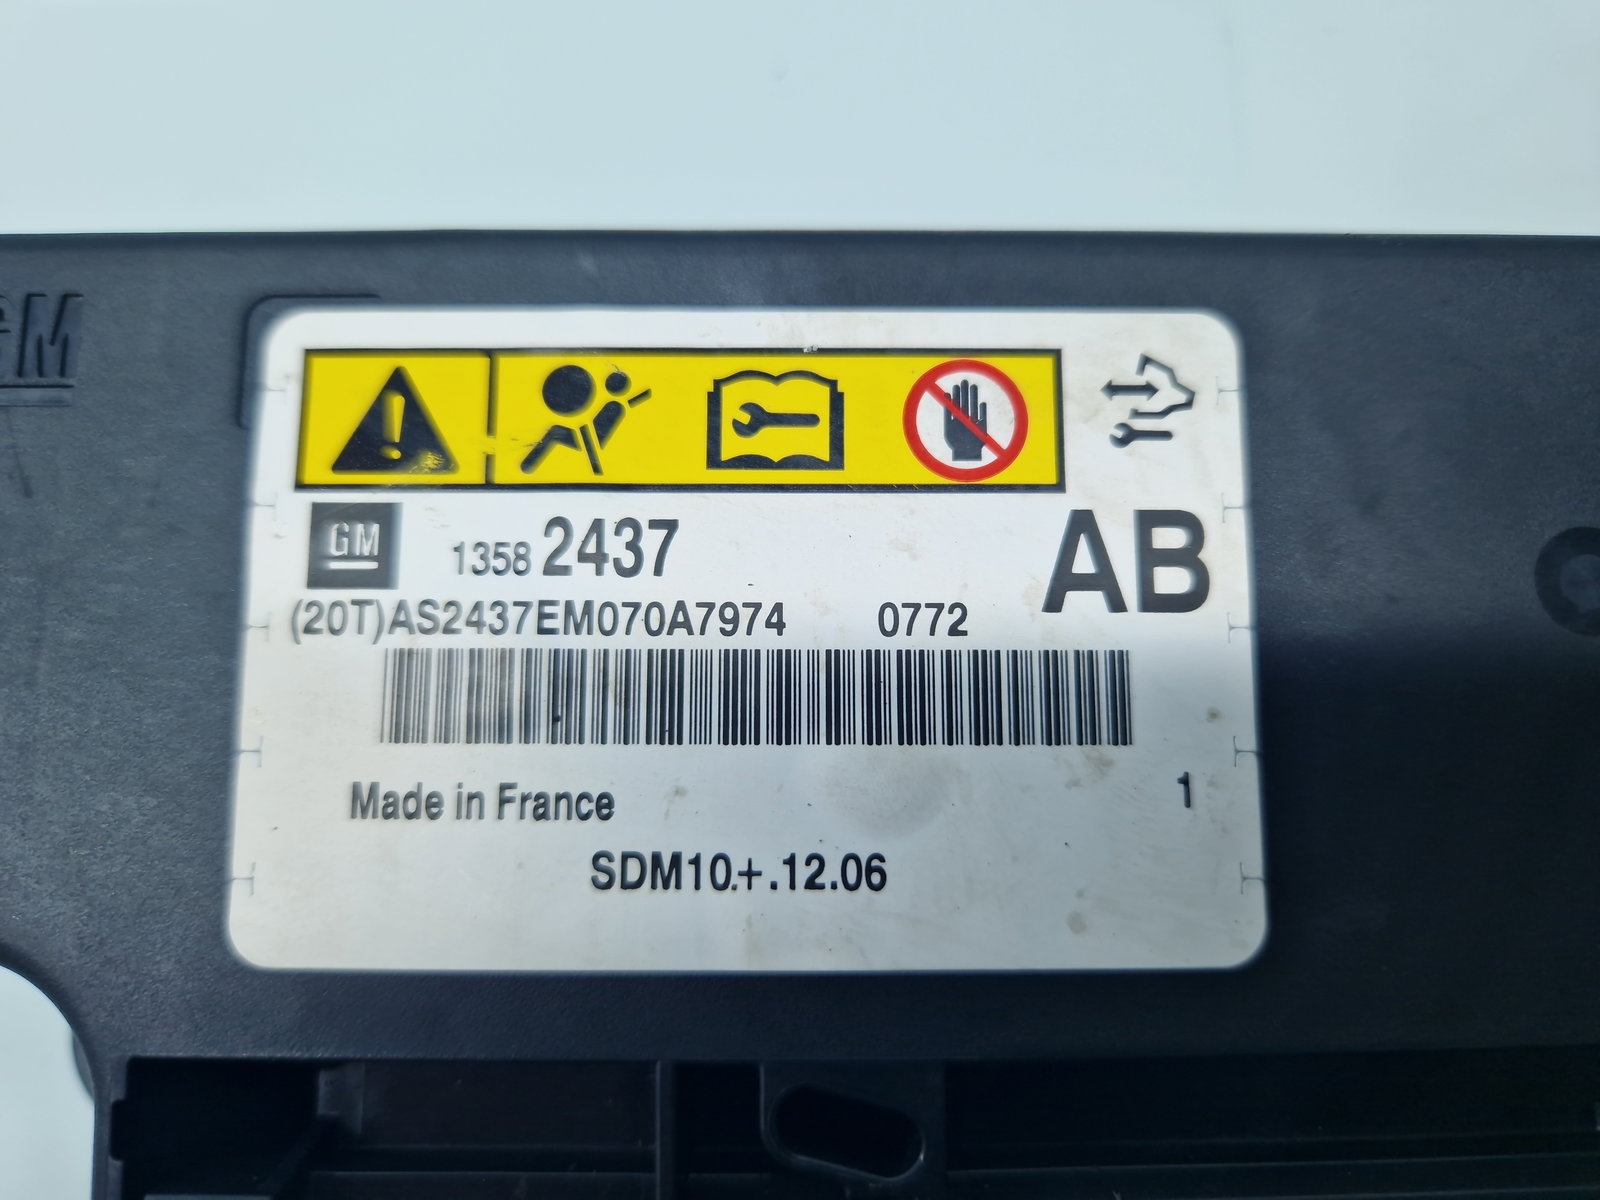 GM
GM 1358 2437 AB
(20T)AS2437EM070A7974 0772
Made in France 1
SDM10.+.12.06